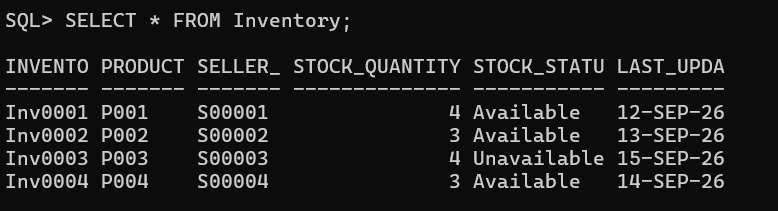 SQL> SELECT * FROM Inventory;
INVENTO PRODUCT SELLER_ STOCK_QUANTITY STOCK_STATU LAST_UPDA
------- ------- ------- -------------- ----------- ---------
Inv0001 P001    S00001               4 Available   12-SEP-26
Inv0002 P002    S00002               3 Available   13-SEP-26
Inv0003 P003    S00003               4 Unavailable 15-SEP-26
Inv0004 P004    S00004               3 Available   14-SEP-26